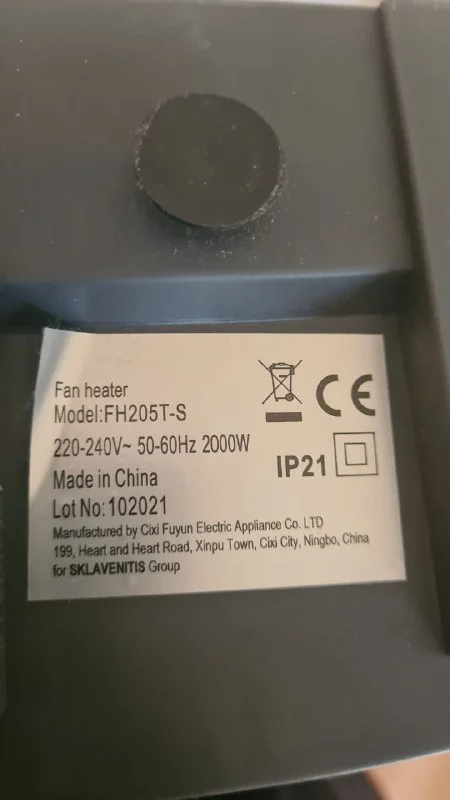 Fan heater
Model:FH205T-S
220-240V~ 50-60Hz 2000W
IP21
Made in China
Lot No: 102021
Manufactured by Cixi Fuyun Electric Appliance Co. LTD
199, Heart and Heart Road, Xinpu Town, Cixi City, Ningbo, China
for SKLAVENITIS Group
CE